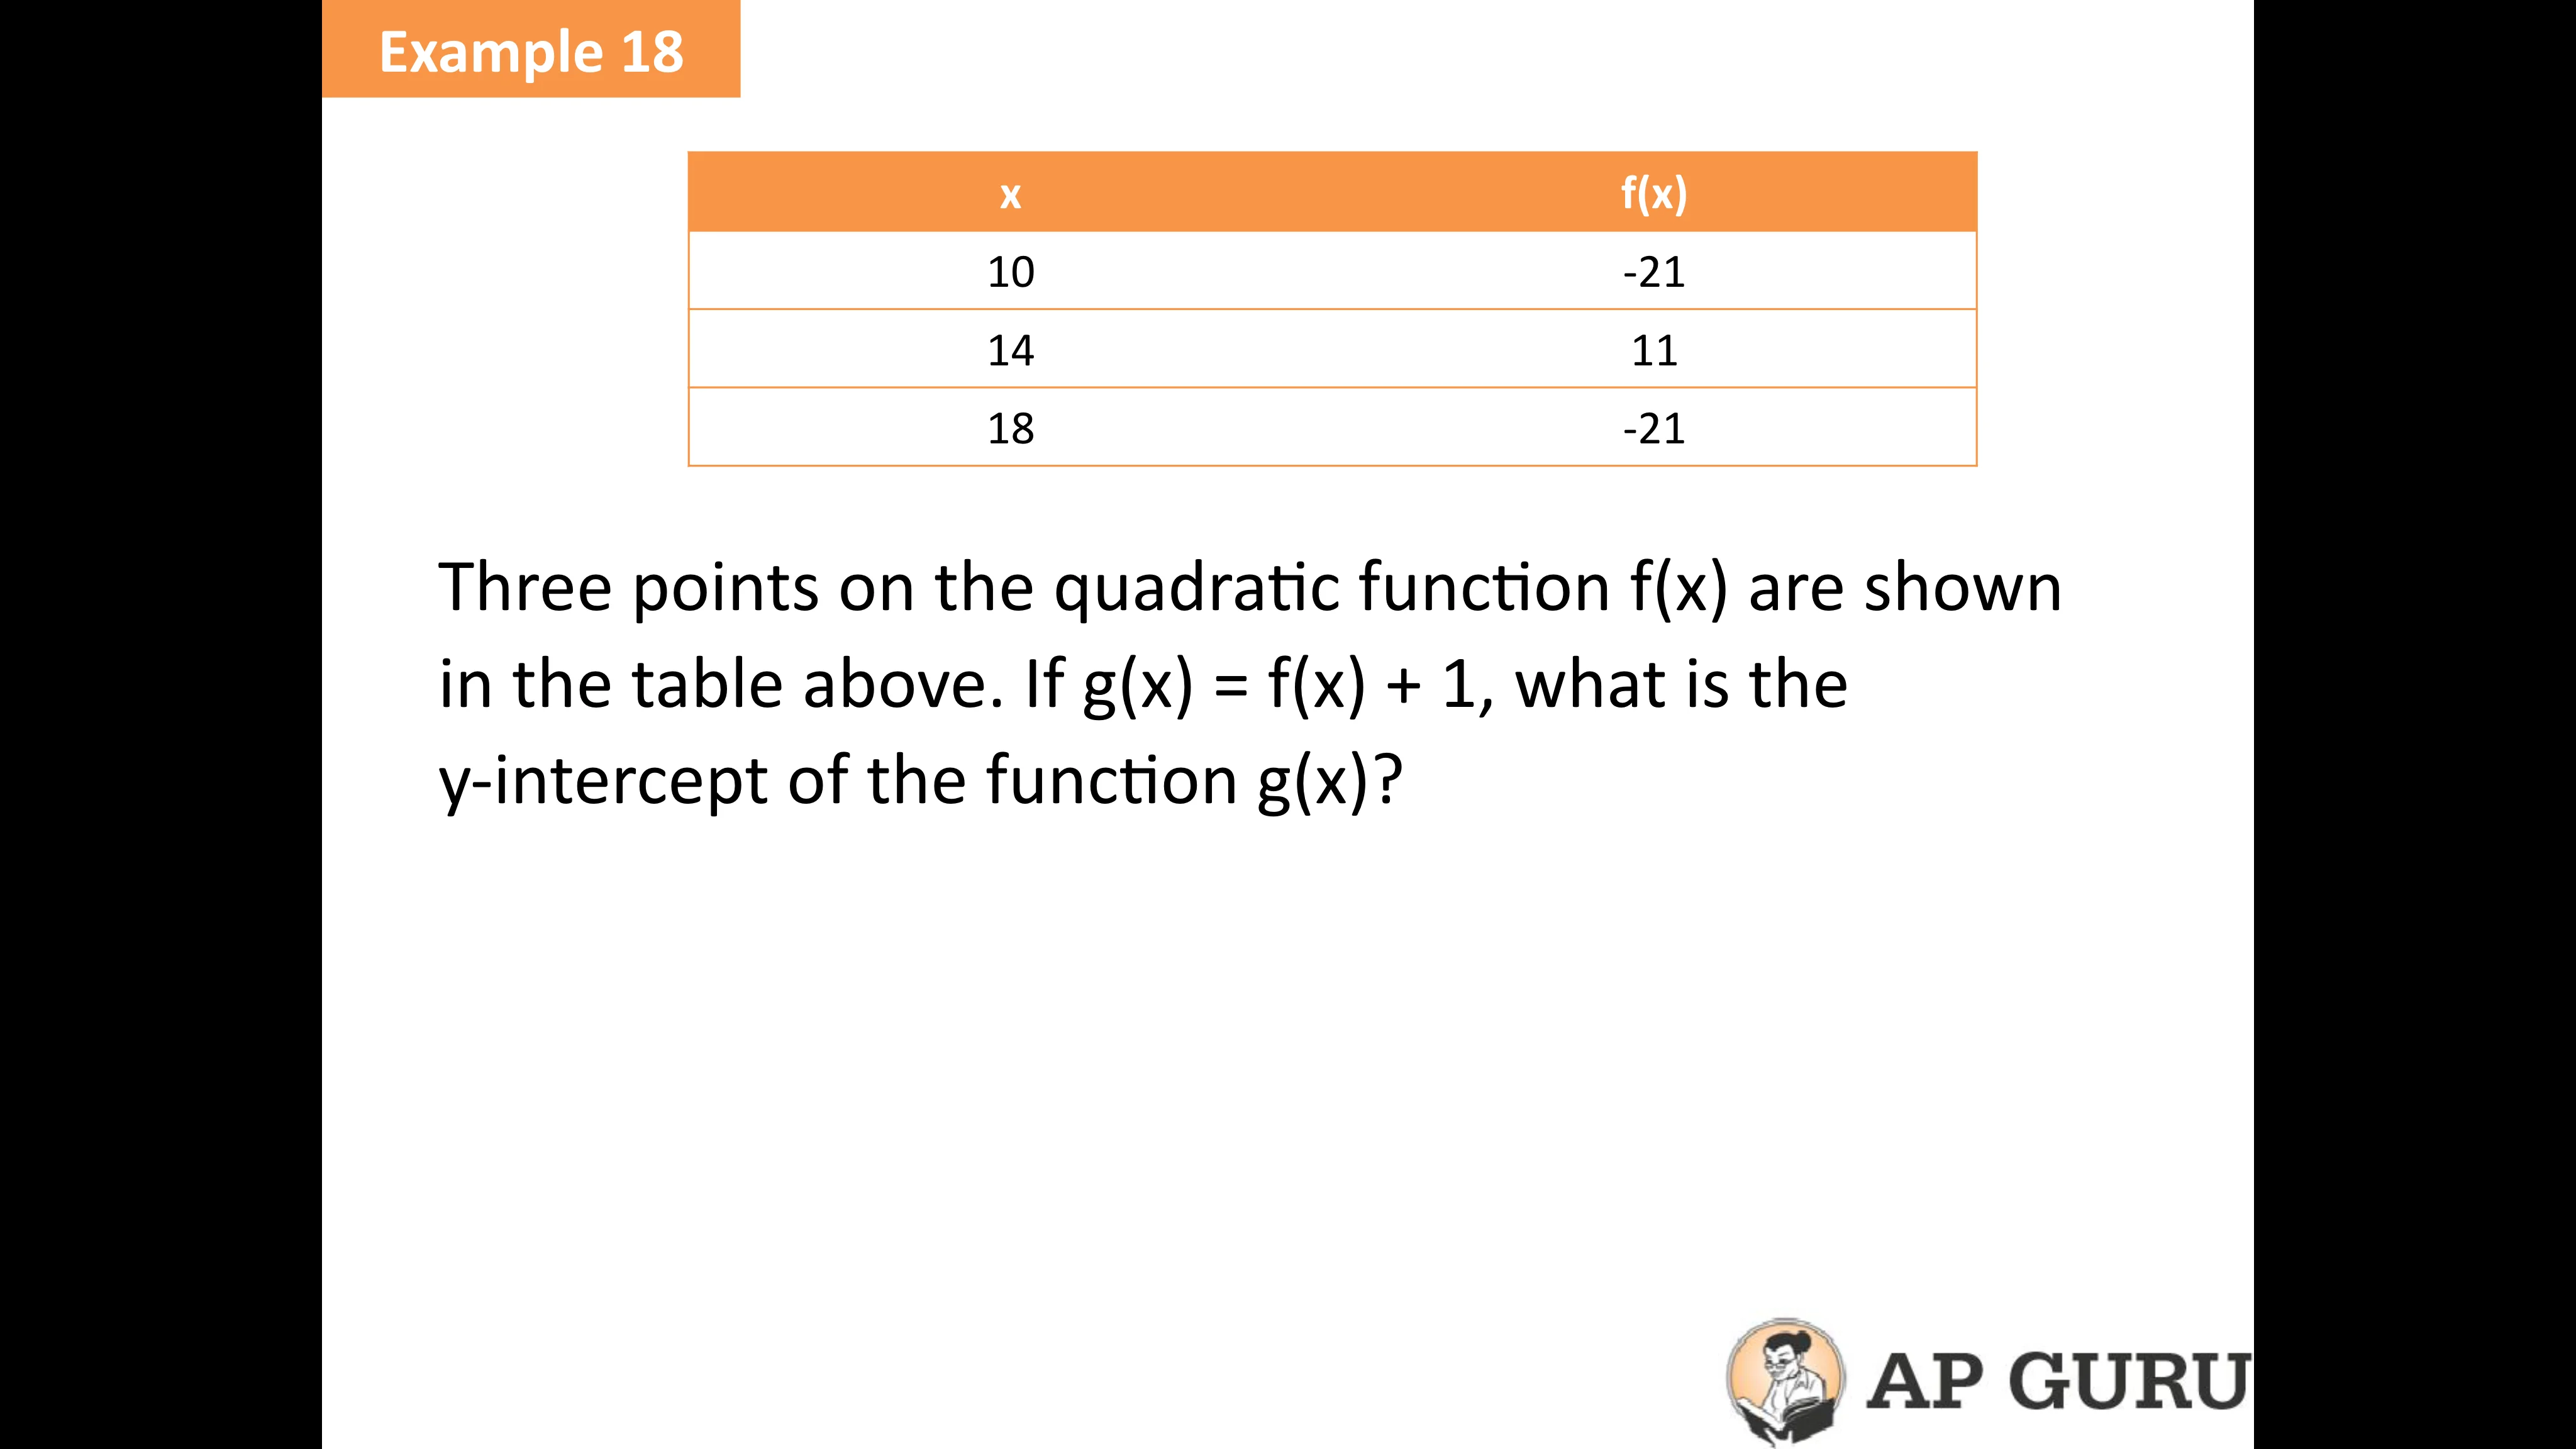 Example 18
x f(x)
10 -21
14 11
18 -21
Three points on the quadratic function f(x) are shown
in the table above. If g(x) = f(x) + 1, what is the
y-intercept of the function g(x)?
AP GURU